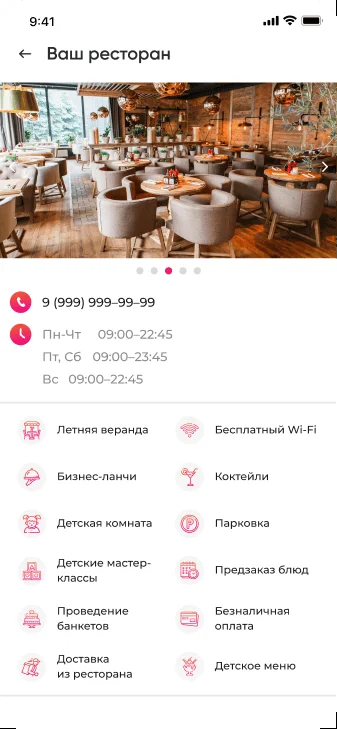 9:41
Ваш ресторан
9 (999) 999–99–99
Пн-Чт 09:00–22:45
Пт, Сб 09:00–23:45
Вс 09:00–22:45
Летняя веранда
Бесплатный Wi-Fi
Бизнес-ланчи
Коктейли
Детская комната
Парковка
Детские мастер-
классы
Предзаказ блюд
Проведение
банкетов
Безналичная
оплата
Доставка
из ресторана
Детское меню